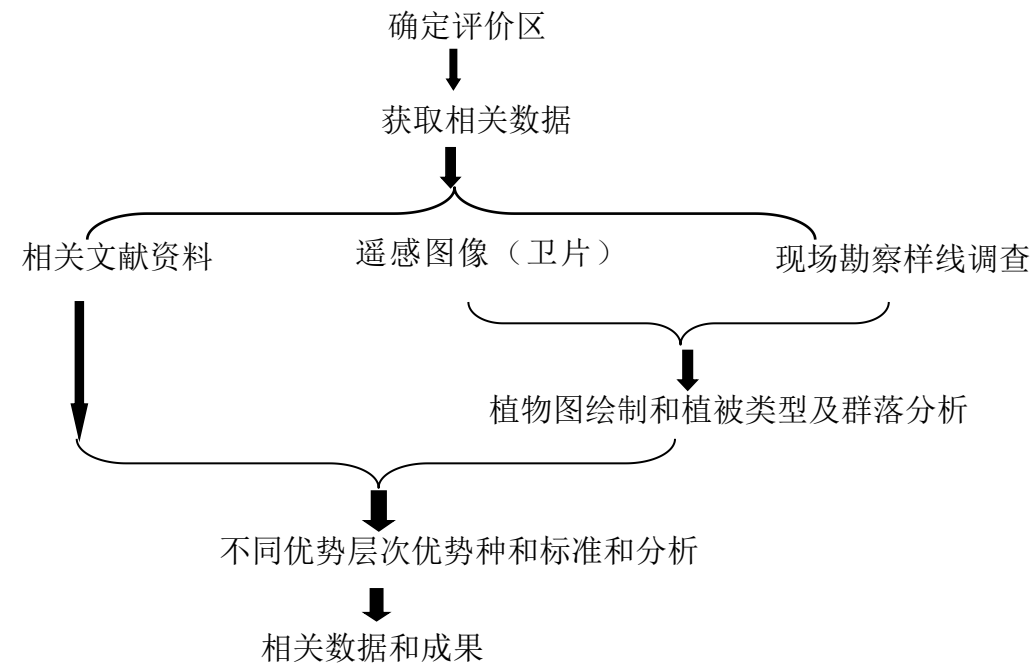 确定评价区
获取相关数据
相关文献资料
遥感图像（卫片）
现场勘察样线调查
植物图绘制和植被类型及群落分析
不同优势层次优势种和标准和分析
相关数据和成果